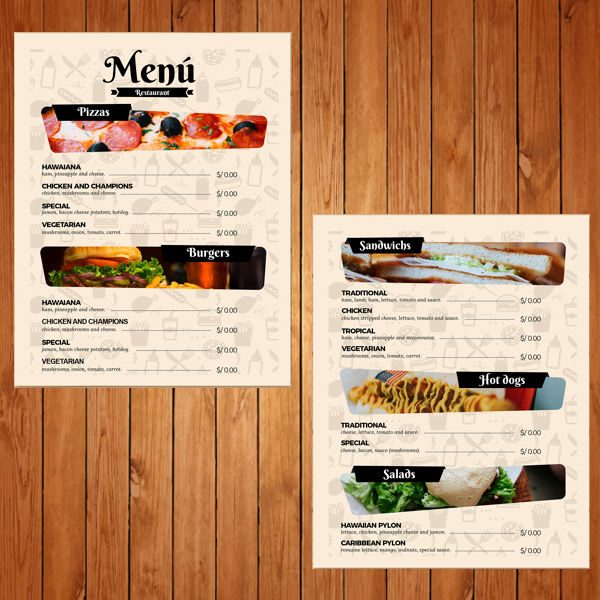 Menú
Restaurant
Pizzas
HAWAIANA
ham, pineapple and cheese. S/ 0.00
CHICKEN AND CHAMPIONS
chicken, mushrooms and cheese. S/ 0.00
SPECIAL
jamon, bacon cheese potatoes, hotdog. S/ 0.00
VEGETARIAN
mushrooms, onion, tomato, carrot. S/ 0.00
Burgers
HAWAIANA
ham, pineapple and cheese. S/ 0.00
CHICKEN AND CHAMPIONS
chicken, mushrooms and cheese. S/ 0.00
SPECIAL
jamon, bacon cheese potatoes, hotdog. S/ 0.00
VEGETARIAN
mushrooms, onion, tomato, carrot. S/ 0.00
Sandwichs
TRADITIONAL
ham, lamb, ham, lettuce, tomato and sauce. S/ 0.00
CHICKEN
chicken stripped cheese, lettuce, tomato and sauce. S/ 0.00
TROPICAL
ham, cheese, pineapple and mayonnaise. S/ 0.00
VEGETARIAN
mushrooms, onion, tomato, carrot. S/ 0.00
Hot dogs
TRADITIONAL
cheese, lettuce, tomato and sauce. S/ 0.00
SPECIAL
cheese, bacon, sauce (mushrooms). S/ 0.00
Salads
HAWAIIAN PYLON
lettuce, chicken, pineapple cheese and jamon. S/ 0.00
CARIBBEAN PYLON
romaine lettuce, mango, walnuts, special sauce. S/ 0.00